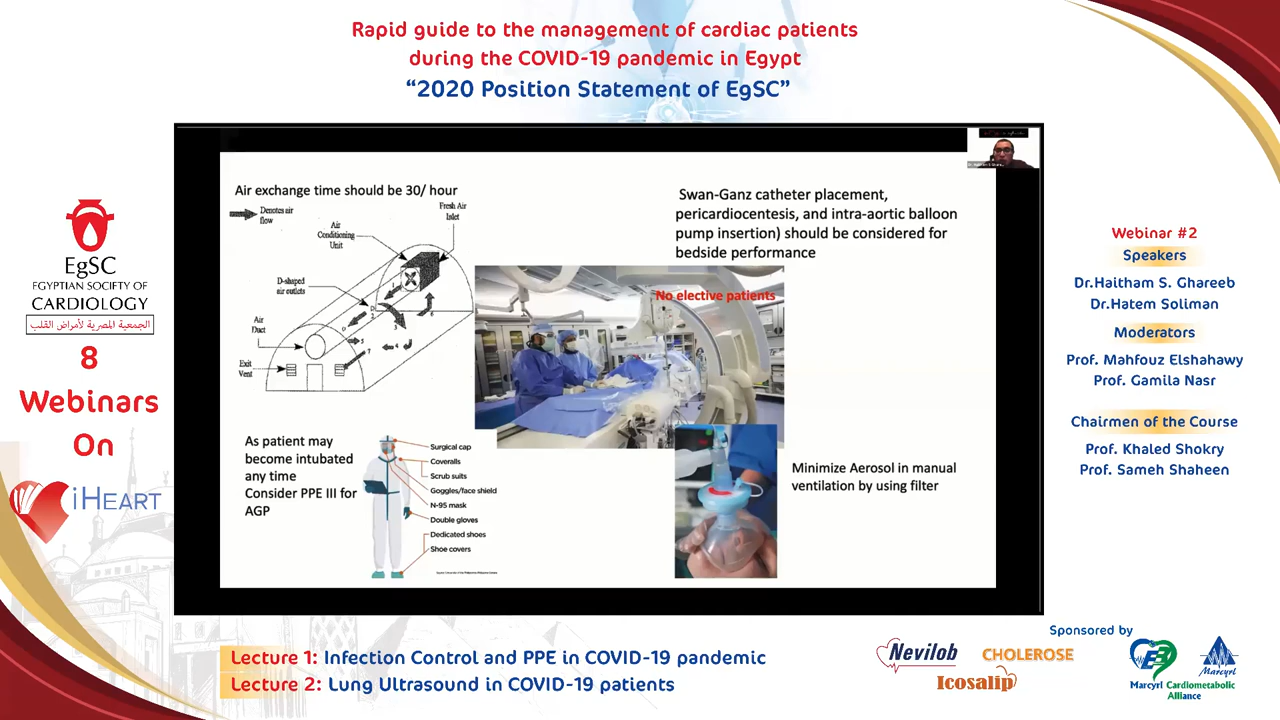 Rapid guide to the management of cardiac patients
during the COVID-19 pandemic in Egypt
“2020 Position Statement of EgSC”
EgSC
EGYPTIAN SOCIETY OF
CARDIOLOGY
الجمعية المصرية لأمراض القلب
8
Webinars
On
iHEART
Air exchange time should be 30/ hour
Denotes air
flow
Fresh Air
Inlet
Air
Conditioning
Unit
D-shaped
air outlets
Air
Duct
Exit
Vent
Swan-Ganz catheter placement,
pericardiocentesis, and intra-aortic balloon
pump insertion) should be considered for
bedside performance
No elective patients
As patient may
become intubated
any time
Consider PPE III for
AGP
Surgical cap
Coveralls
Scrub suits
Goggles/face shield
N-95 mask
Double gloves
Dedicated shoes
Shoe covers
Minimize Aerosol in manual
ventilation by using filter
Webinar #2
Speakers
Dr.Haitham S. Ghareeb
Dr.Hatem Soliman
Moderators
Prof. Mahfouz Elshahawy
Prof. Gamila Nasr
Chairmen of the Course
Prof. Khaled Shokry
Prof. Sameh Shaheen
Lecture 1: Infection Control and PPE in COVID-19 pandemic
Lecture 2: Lung Ultrasound in COVID-19 patients
Sponsored by
Nevilob
CHOLEROSE
Icosalip
Marcyrl
Marcyrl Cardiometabolic
Alliance